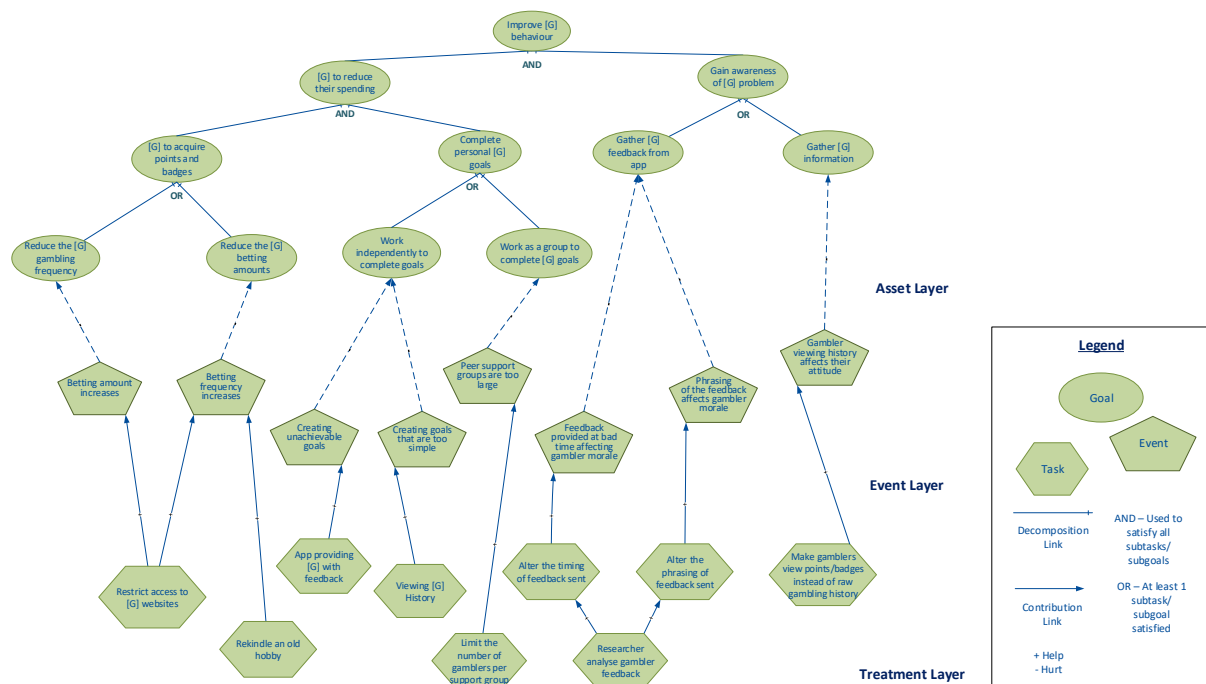 Improve [G]
behaviour
AND
[G] to reduce
their spending
Gain awareness
of [G] problem
AND
OR
[G] to acquire
points and
badges
Complete
personal [G]
goals
Gather [G]
feedback from
app
Gather [G]
information
OR
OR
Reduce the [G]
gambling
frequency
Reduce the [G]
betting
amounts
Work
independently to
complete goals
Work as a group to
complete [G] goals
Asset Layer
Betting amount
increases
Betting
frequency
increases
Peer support
groups are too
large
Phrasing
of the feedback
affects gambler
morale
Gambler
viewing history
affects their
attitude
Creating
unachievable
goals
Creating goals
that are too
simple
Feedback
provided at bad
time affecting
gambler morale
Event Layer
Restrict access to
[G] websites
App providing
[G] with
feedback
Viewing [G]
History
Alter the timing
of feedback sent
Alter the
phrasing of
feedback sent
Make gamblers
view points/badges
instead of raw
gambling history
Rekindle an old
hobby
Limit the
number of
gamblers per
support group
Researcher
analyse gambler
feedback
Treatment Layer
Legend
Goal
Event
Task
Decomposition
Link
AND – Used to
satisfy all
subtasks/
subgoals
Contribution
Link
OR – At least 1
subtask/
subgoal
satisfied
+ Help
- Hurt